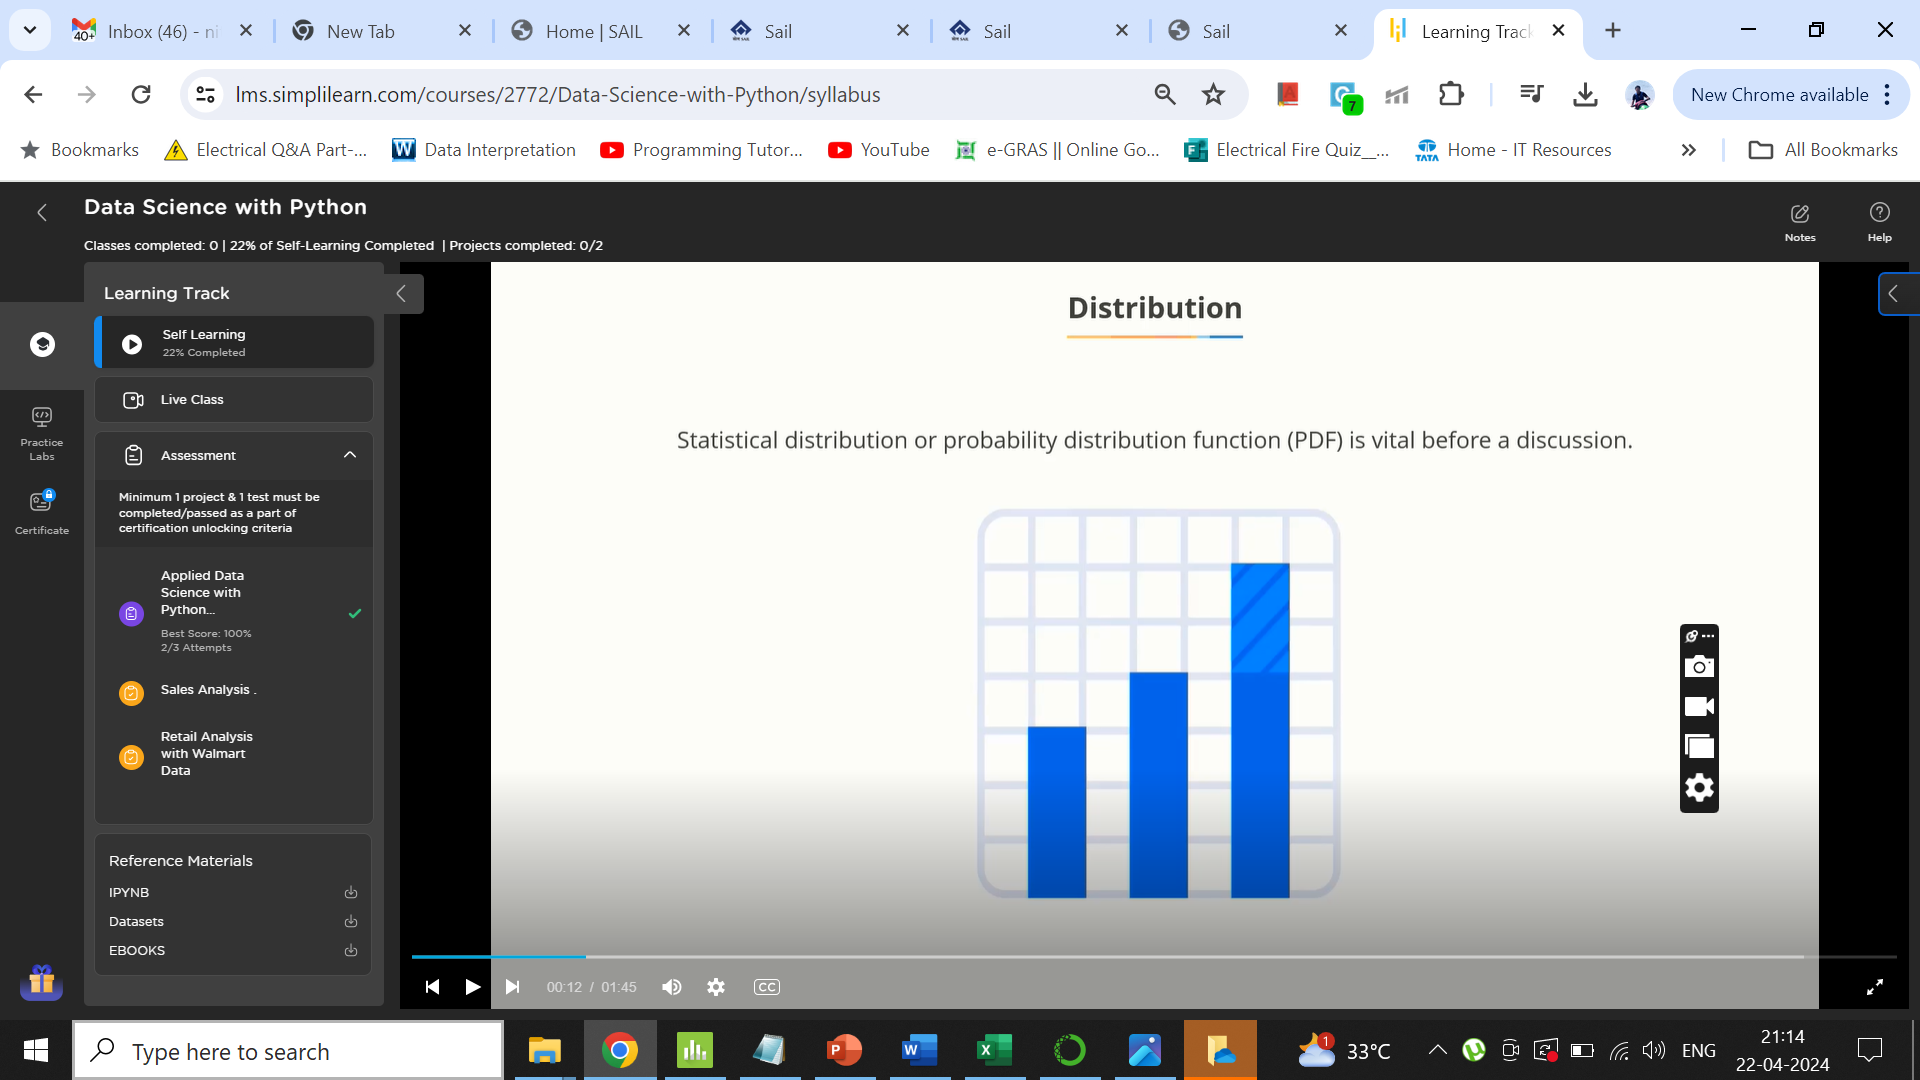 40+ Inbox (46) - ni
New Tab
Home | SAIL
Sail
Sail
Sail
Learning Track
lms.simplilearn.com/courses/2772/Data-Science-with-Python/syllabus
7
New Chrome available
Bookmarks
Electrical Q&A Part-...
W Data Interpretation
Programming Tutor...
YouTube
e-GRAS || Online Go...
F Electrical Fire Quiz__...
TATA Home - IT Resources
All Bookmarks
Data Science with Python
Classes completed: 0 | 22% of Self-Learning Completed | Projects completed: 0/2
Notes
Help
Learning Track
Self Learning
22% Completed
Live Class
Practice
Labs
Certificate
Assessment
Minimum 1 project & 1 test must be
completed/passed as a part of
certification unlocking criteria
Applied Data
Science with
Python...
Best Score: 100%
2/3 Attempts
Sales Analysis .
Retail Analysis
with Walmart
Data
Reference Materials
IPYNB
Datasets
EBOOKS
Distribution
Statistical distribution or probability distribution function (PDF) is vital before a discussion.
00:12 / 01:45
CC
Type here to search
P
W
X
1
33°C
ENG
21:14
22-04-2024